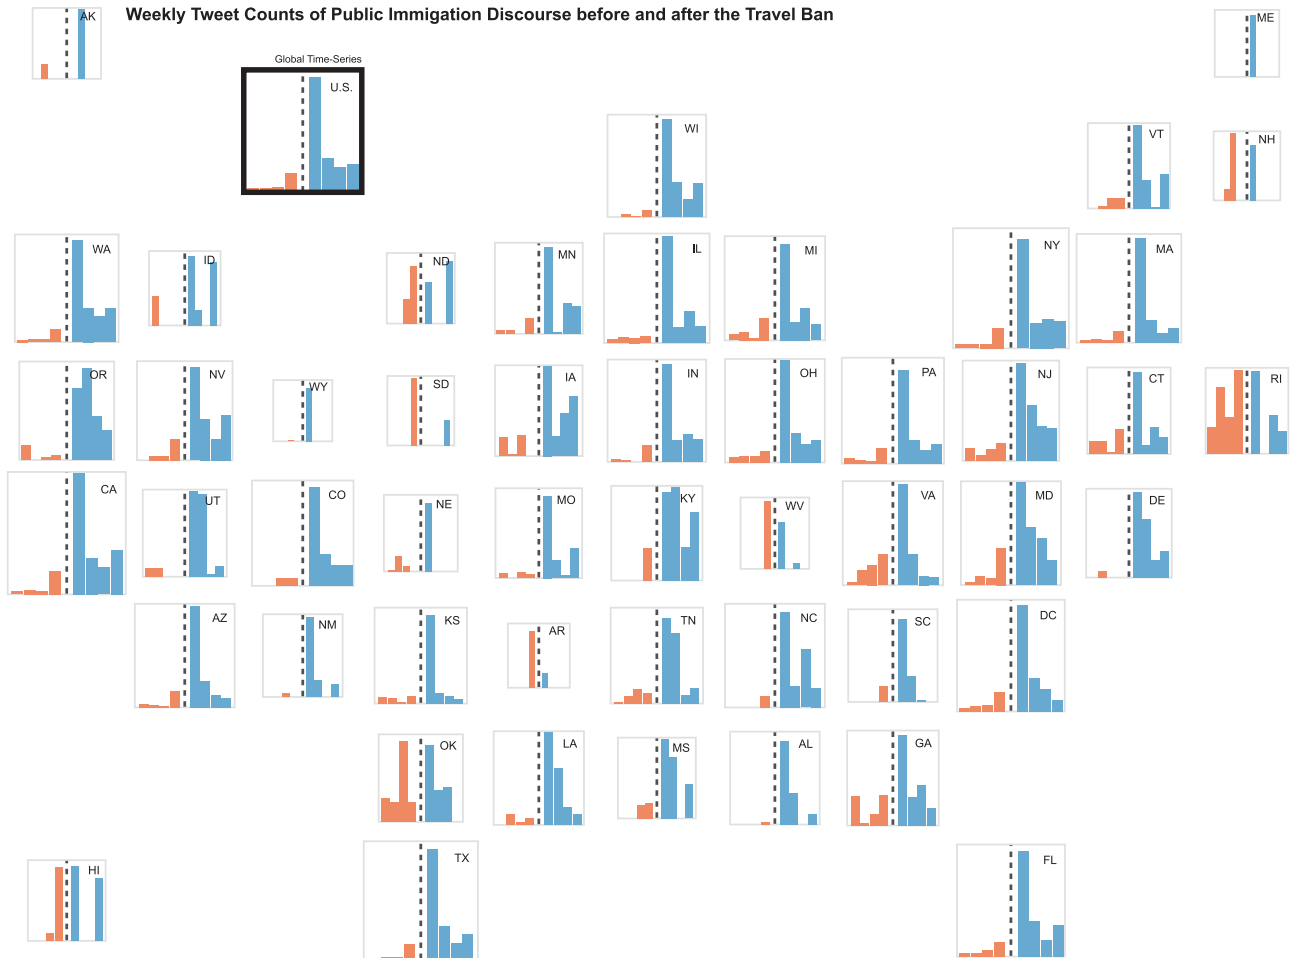 Weekly Tweet Counts of Public Immigation Discourse before and after the Travel Ban
AK
ME
Global Time-Series
U.S.
WI
VT
NH
WA
ID
ND
MN
IL
MI
NY
MA
OR
NV
WY
SD
IA
IN
OH
PA
NJ
CT
RI
CA
UT
CO
NE
MO
KY
WV
VA
MD
DE
AZ
NM
KS
AR
TN
NC
SC
DC
OK
LA
MS
AL
GA
HI
TX
FL